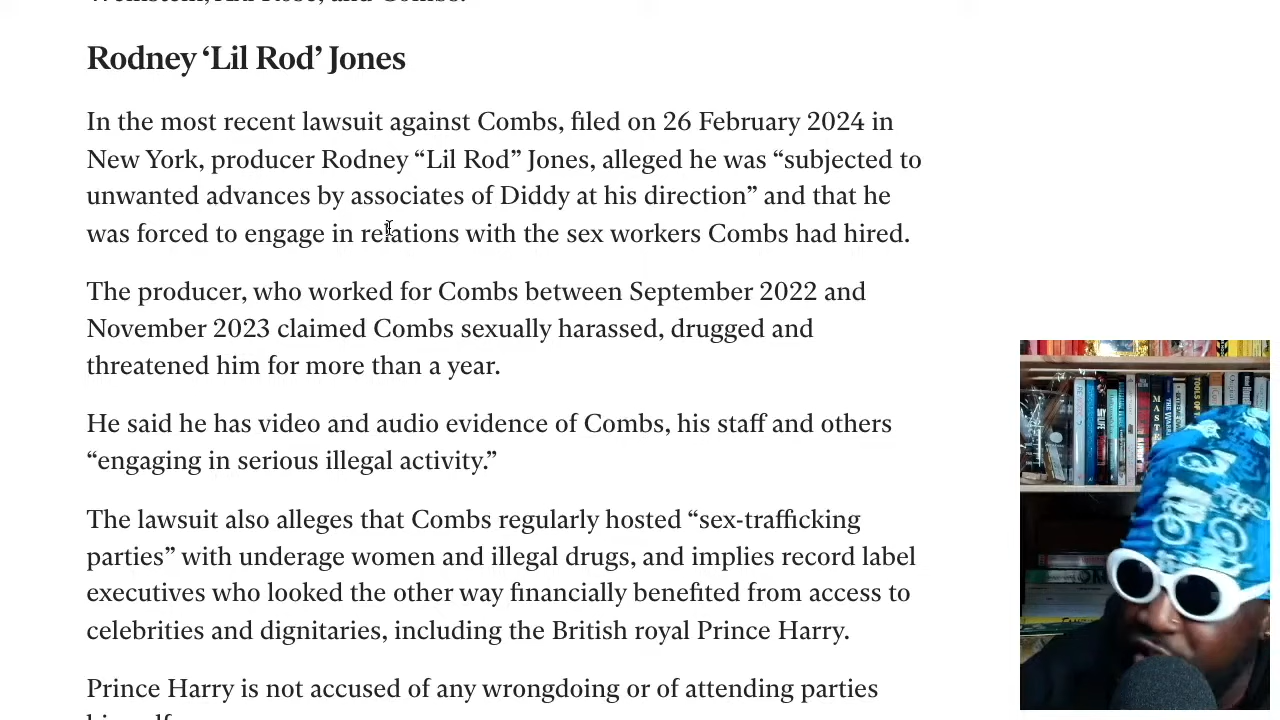 Rodney ‘Lil Rod’ Jones
In the most recent lawsuit against Combs, filed on 26 February 2024 in
New York, producer Rodney “Lil Rod” Jones, alleged he was “subjected to
unwanted advances by associates of Diddy at his direction” and that he
was forced to engage in relations with the sex workers Combs had hired.
The producer, who worked for Combs between September 2022 and
November 2023 claimed Combs sexually harassed, drugged and
threatened him for more than a year.
He said he has video and audio evidence of Combs, his staff and others
“engaging in serious illegal activity.”
The lawsuit also alleges that Combs regularly hosted “sex-trafficking
parties” with underage women and illegal drugs, and implies record label
executives who looked the other way financially benefited from access to
celebrities and dignitaries, including the British royal Prince Harry.
Prince Harry is not accused of any wrongdoing or of attending parties